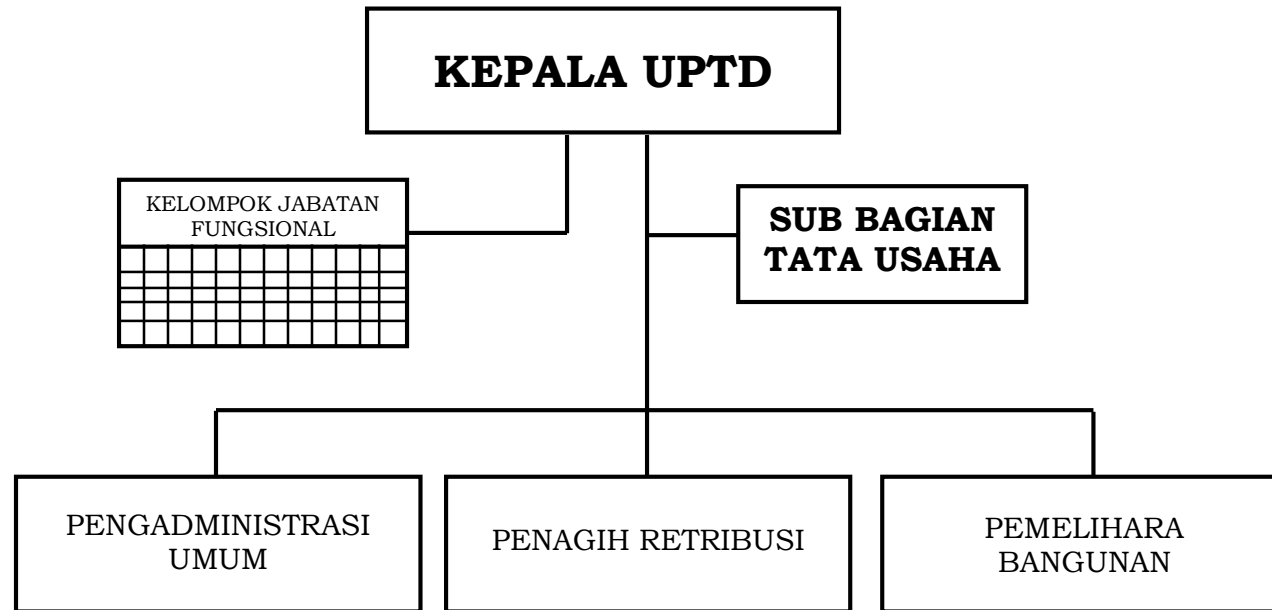 KEPALA UPTD
KELOMPOK JABATAN
FUNGSIONAL
SUB BAGIAN
TATA USAHA
PENGADMINISTRASI
UMUM
PENAGIH RETRIBUSI
PEMELIHARA
BANGUNAN